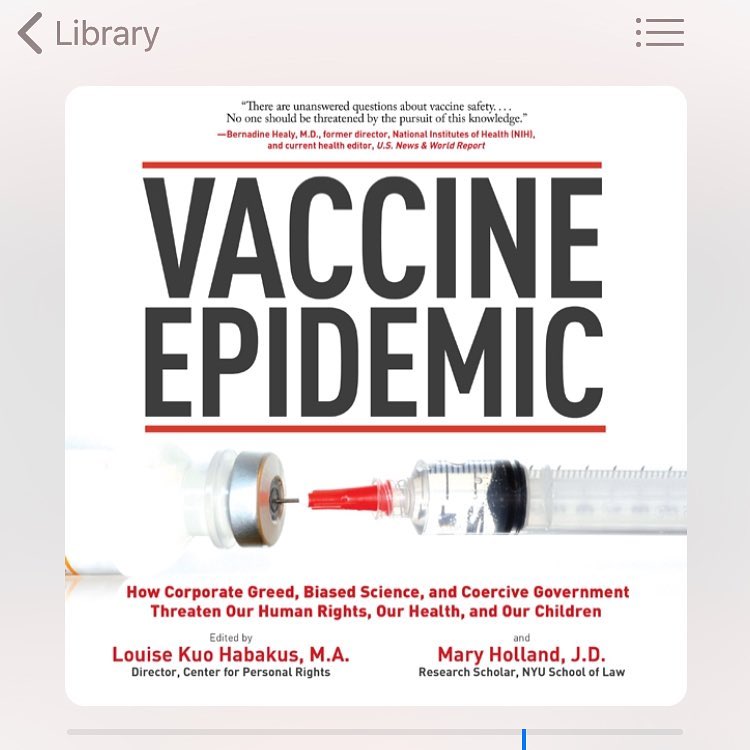 Library
“There are unanswered questions about vaccine safety. . . .
No one should be threatened by the pursuit of this knowledge.”
—Bernadine Healy, M.D., former director, National Institutes of Health (NIH),
and current health editor, U.S. News & World Report
VACCINE
EPIDEMIC
How Corporate Greed, Biased Science, and Coercive Government
Threaten Our Human Rights, Our Health, and Our Children
Edited by
Louise Kuo Habakus, M.A.
Director, Center for Personal Rights
and
Mary Holland, J.D.
Research Scholar, NYU School of Law